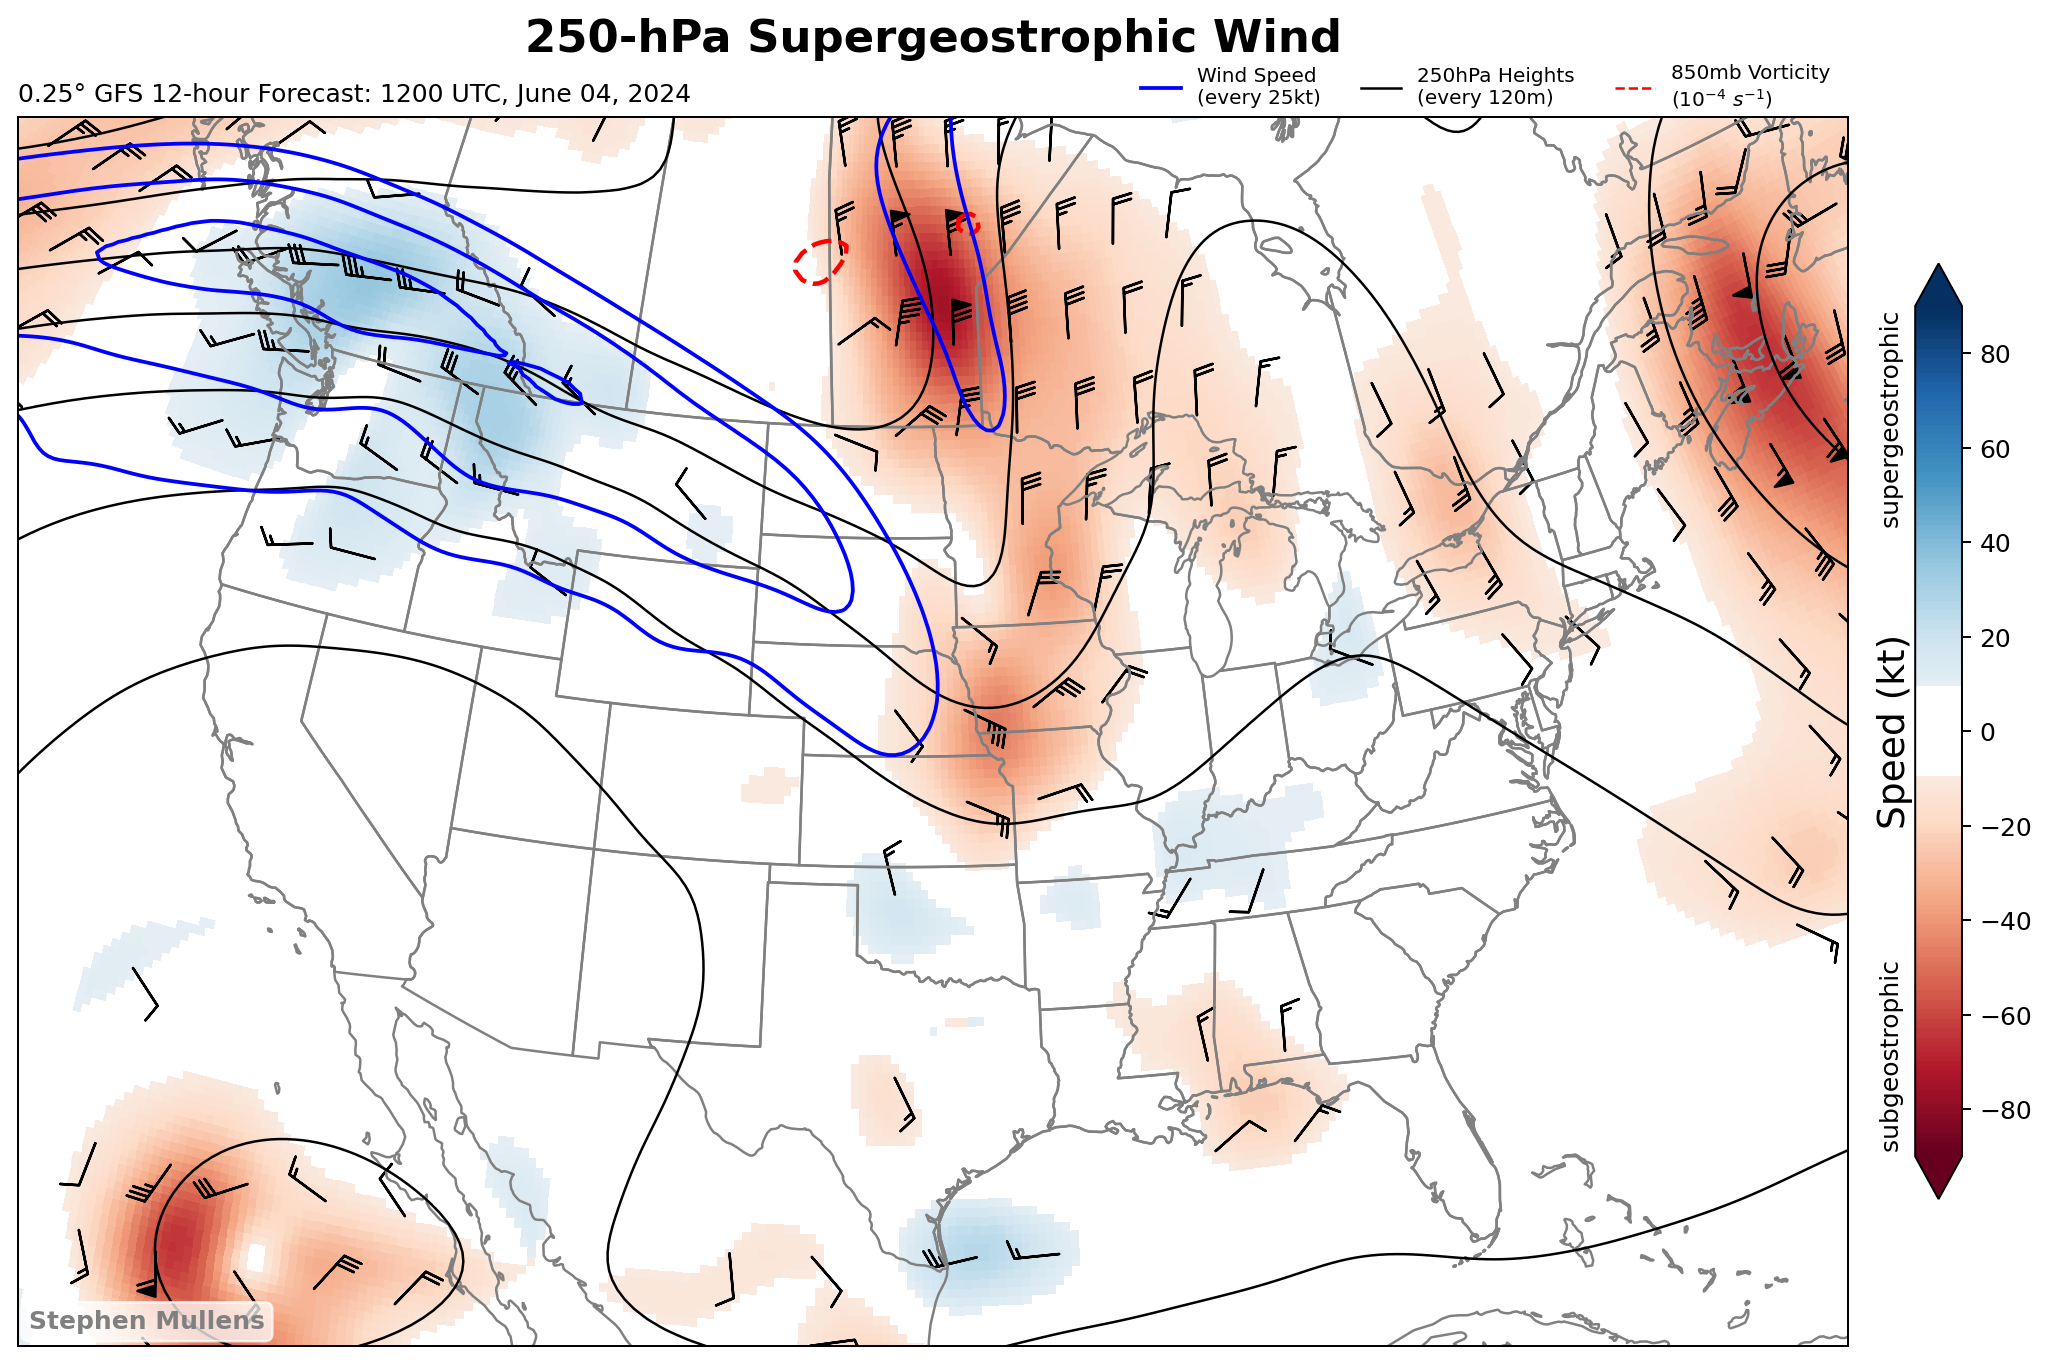 250-hPa Supergeostrophic Wind
0.25° GFS 12-hour Forecast: 1200 UTC, June 04, 2024
Wind Speed
(every 25kt)
250hPa Heights
(every 120m)
850mb Vorticity
(10⁻⁴ s⁻¹)
supergeostrophic
Speed (kt)
subgeostrophic
80
60
40
20
0
−20
−40
−60
−80
Stephen Mullens